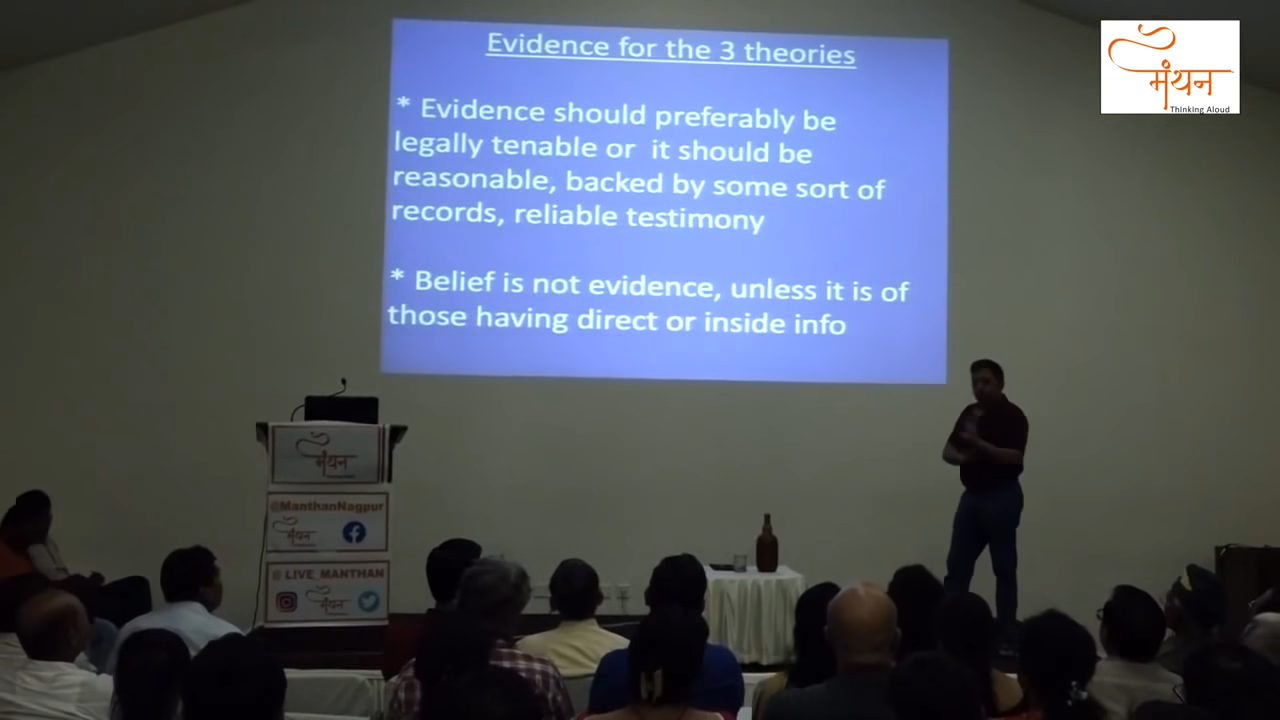 Evidence for the 3 theories
* Evidence should preferably be
legally tenable or it should be
reasonable, backed by some sort of
records, reliable testimony
* Belief is not evidence, unless it is of
those having direct or inside info
मंथन
Thinking Aloud
मंथन
@ManthanNagpur
मंथन
@ LIVE_MANTHAN
मंथन